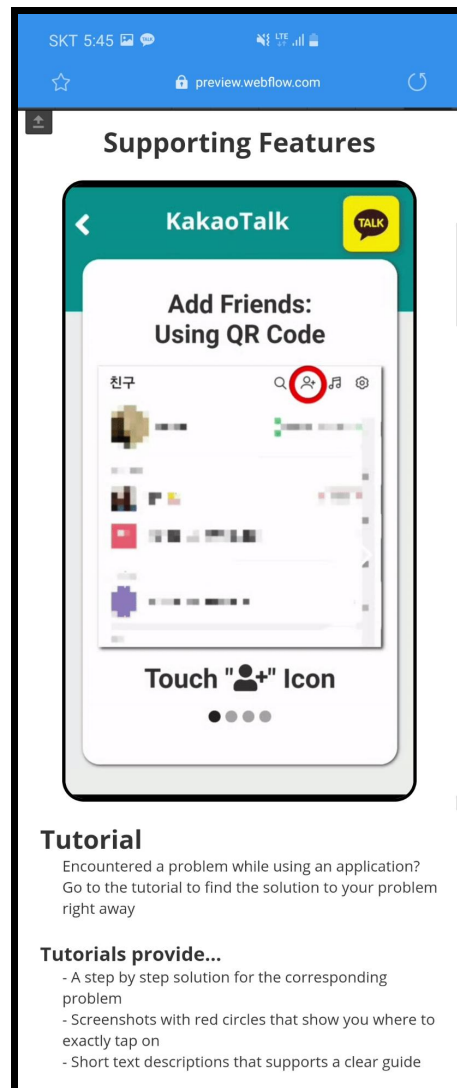 SKT 5:45 TALK LTE
preview.webflow.com
Supporting Features
KakaoTalk TALK
Add Friends:
Using QR Code
친구
Touch "+" Icon
Tutorial
Encountered a problem while using an application?
Go to the tutorial to find the solution to your problem
right away
Tutorials provide...
- A step by step solution for the corresponding
problem
- Screenshots with red circles that show you where to
exactly tap on
- Short text descriptions that supports a clear guide